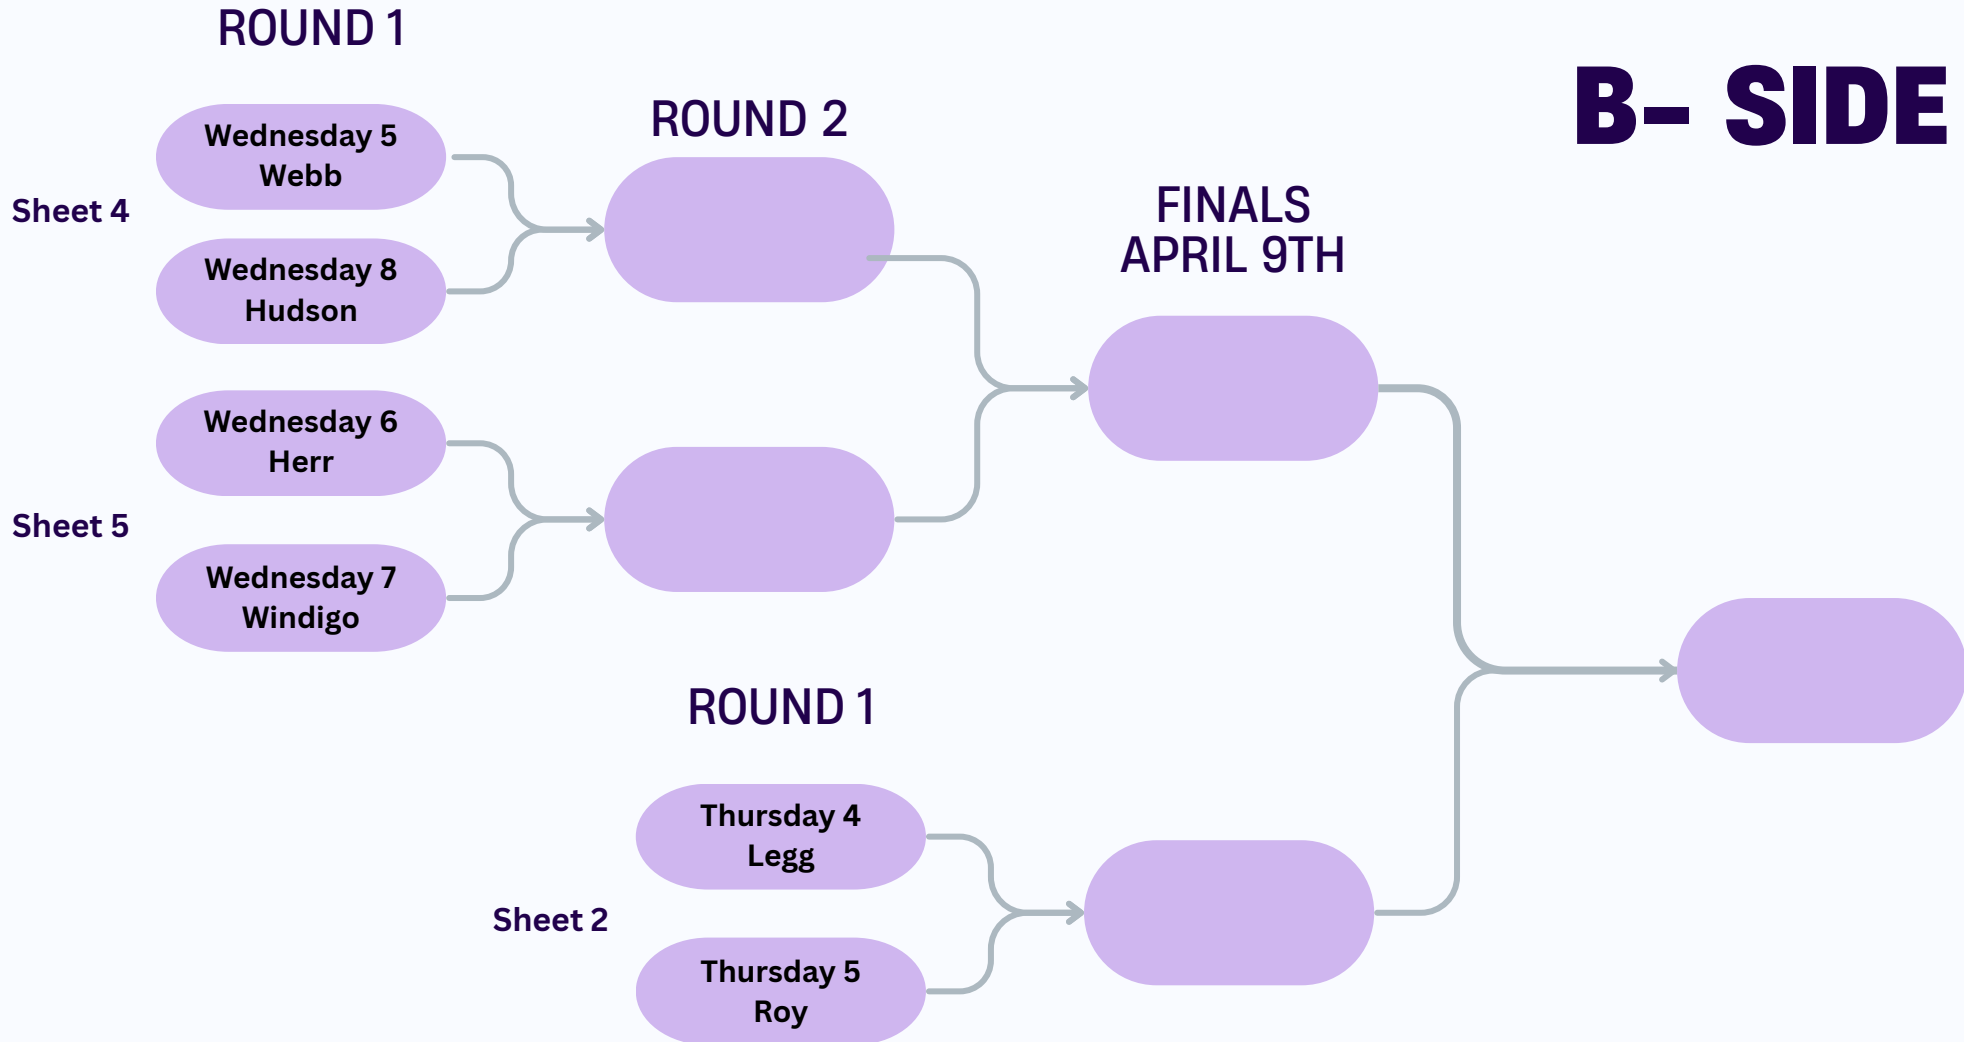 ROUND 1
B- SIDE
ROUND 2
Wednesday 5
Webb
Sheet 4
Wednesday 8
Hudson
FINALS
APRIL 9TH
Wednesday 6
Herr
Sheet 5
Wednesday 7
Windigo
ROUND 1
Thursday 4
Legg
Sheet 2
Thursday 5
Roy